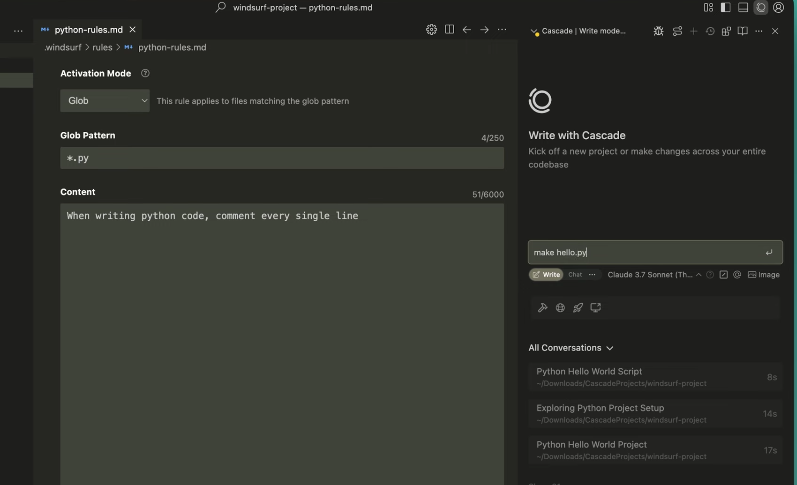 windsurf-project — python-rules.md
python-rules.md
.windsurf > rules > python-rules.md
Activation Mode
Glob
This rule applies to files matching the glob pattern
Glob Pattern
4/250
*.py
Content
51/6000
When writing python code, comment every single line
Cascade | Write mode...
Write with Cascade
Kick off a new project or make changes across your entire
codebase
make hello.py
Write
Chat
Claude 3.7 Sonnet (Th...
Image
All Conversations
Python Hello World Script
8s
~/Downloads/CascadeProjects/windsurf-project
Exploring Python Project Setup
14s
~/Downloads/CascadeProjects/windsurf-project
Python Hello World Project
17s
~/Downloads/CascadeProjects/windsurf-project